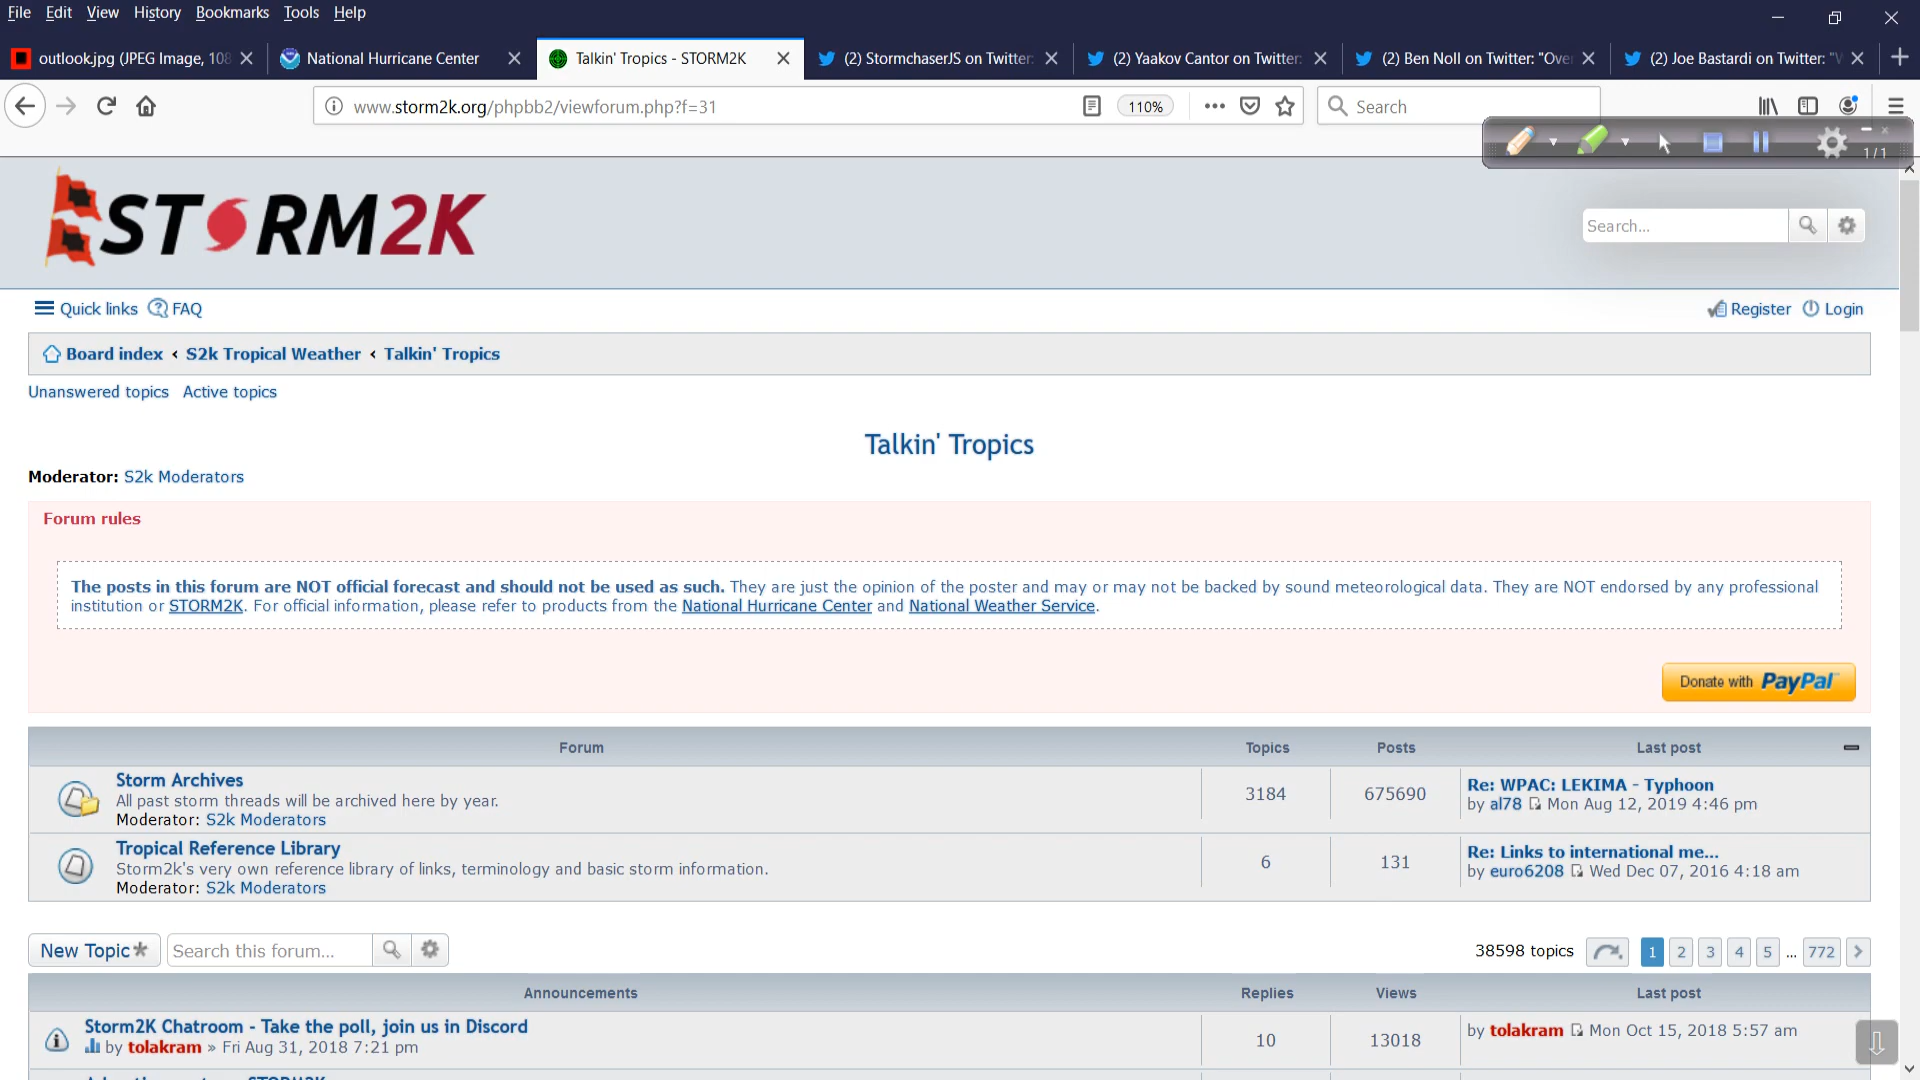 File Edit View History Bookmarks Tools Help
outlook.jpg (JPEG Image, 108
National Hurricane Center
Talkin' Tropics - STORM2K
(2) StormchaserJS on Twitter:
(2) Yaakov Cantor on Twitter:
(2) Ben Noll on Twitter: "Over
(2) Joe Bastardi on Twitter: "V
www.storm2k.org/phpbb2/viewforum.php?f=31
110%
Search
1/1
STORM2K
Search...
Quick links FAQ
Register Login
Board index ‹ S2k Tropical Weather ‹ Talkin' Tropics
Unanswered topics Active topics
Talkin' Tropics
Moderator: S2k Moderators
Forum rules
The posts in this forum are NOT official forecast and should not be used as such. They are just the opinion of the poster and may or may not be backed by sound meteorological data. They are NOT endorsed by any professional
institution or STORM2K. For official information, please refer to products from the National Hurricane Center and National Weather Service.
Donate with PayPal
Forum Topics Posts Last post
Storm Archives
All past storm threads will be archived here by year.
Moderator: S2k Moderators
3184 675690
Re: WPAC: LEKIMA - Typhoon
by al78 Mon Aug 12, 2019 4:46 pm
Tropical Reference Library
Storm2k's very own reference library of links, terminology and basic storm information.
Moderator: S2k Moderators
6 131
Re: Links to international me...
by euro6208 Wed Dec 07, 2016 4:18 am
New Topic Search this forum...
38598 topics 1 2 3 4 5 ... 772
Announcements Replies Views Last post
Storm2K Chatroom - Take the poll, join us in Discord
by tolakram » Fri Aug 31, 2018 7:21 pm
10 13018
by tolakram Mon Oct 15, 2018 5:57 am